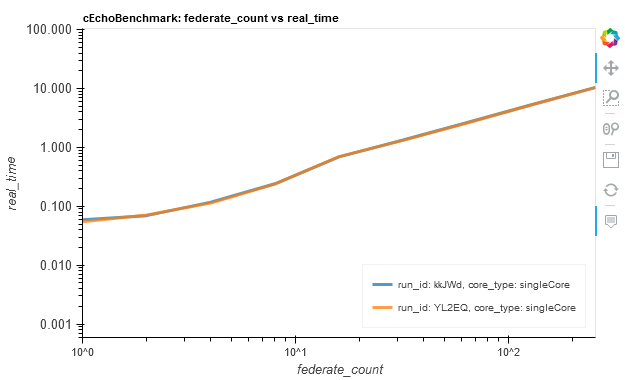 cEchoBenchmark: federate_count vs real_time
100.000
10.000
1.000
0.100
0.010
0.001
real_time
run_id: kkJWd, core_type: singleCore
run_id: YL2EQ, core_type: singleCore
10^0
10^1
10^2
federate_count